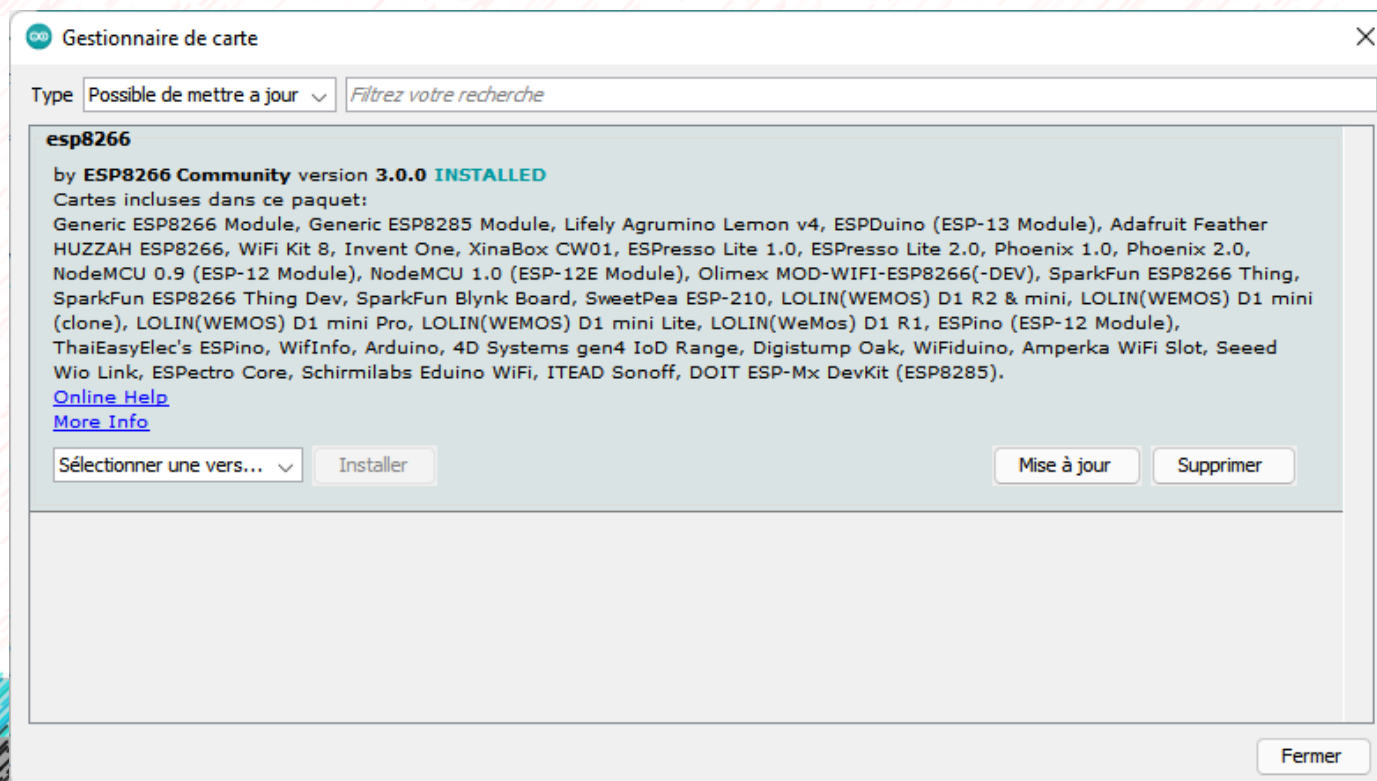 Gestionnaire de carte
Type Possible de mettre a jour Filtrez votre recherche
esp8266
by ESP8266 Community version 3.0.0 INSTALLED
Cartes incluses dans ce paquet:
Generic ESP8266 Module, Generic ESP8285 Module, Lifely Agrumino Lemon v4, ESPDuino (ESP-13 Module), Adafruit Feather
HUZZAH ESP8266, WiFi Kit 8, Invent One, XinaBox CW01, ESPresso Lite 1.0, ESPresso Lite 2.0, Phoenix 1.0, Phoenix 2.0,
NodeMCU 0.9 (ESP-12 Module), NodeMCU 1.0 (ESP-12E Module), Olimex MOD-WIFI-ESP8266(-DEV), SparkFun ESP8266 Thing,
SparkFun ESP8266 Thing Dev, SparkFun Blynk Board, SweetPea ESP-210, LOLIN(WEMOS) D1 R2 & mini, LOLIN(WEMOS) D1 mini
(clone), LOLIN(WEMOS) D1 mini Pro, LOLIN(WEMOS) D1 mini Lite, LOLIN(WeMos) D1 R1, ESPino (ESP-12 Module),
ThaiEasyElec's ESPino, WifInfo, Arduino, 4D Systems gen4 IoD Range, Digistump Oak, WiFiduino, Amperka WiFi Slot, Seeed
Wio Link, ESPectro Core, Schirmilabs Eduino WiFi, ITEAD Sonoff, DOIT ESP-Mx DevKit (ESP8285).
Online Help
More Info
Sélectionner une vers... Installer Mise à jour Supprimer
Fermer